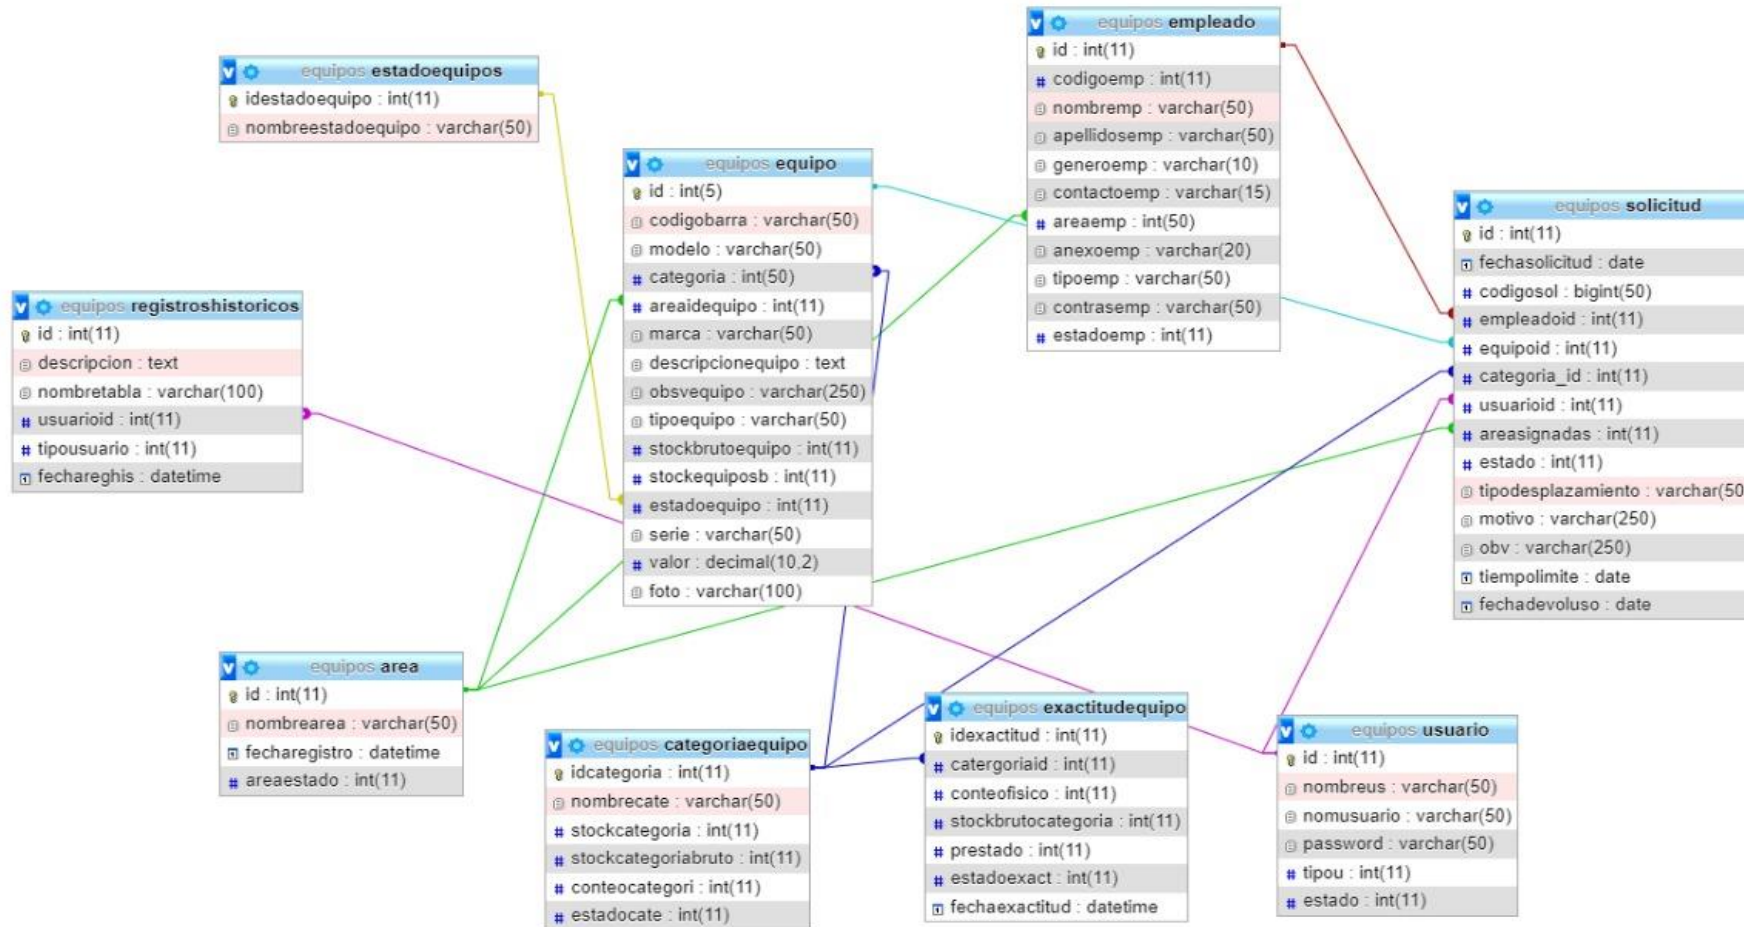 equipos estadoequipos
idestadoequipo : int(11)
nombreestadoequipo : varchar(50)
equipos registroshistoricos
id : int(11)
descripcion : text
nombretabla : varchar(100)
usuarioid : int(11)
tipousuario : int(11)
fechareghis : datetime
equipos area
id : int(11)
nombrearea : varchar(50)
fecharegistro : datetime
areaestado : int(11)
equipos equipo
id : int(5)
codigobarra : varchar(50)
modelo : varchar(50)
categoria : int(50)
areaidequipo : int(11)
marca : varchar(50)
descripcionequipo : text
obsvequipo : varchar(250)
tipoequipo : varchar(50)
stockbrutoequipo : int(11)
stockequiposb : int(11)
estadoequipo : int(11)
serie : varchar(50)
valor : decimal(10,2)
foto : varchar(100)
equipos categoriaequipo
idcategoria : int(11)
nombrecate : varchar(50)
stockcategoria : int(11)
stockcategoriabruto : int(11)
conteocategori : int(11)
estadocate : int(11)
equipos empleado
id : int(11)
codigoemp : int(11)
nombremp : varchar(50)
apellidosemp : varchar(50)
generoemp : varchar(10)
contactoemp : varchar(15)
areaemp : int(50)
anexoemp : varchar(20)
tipoemp : varchar(50)
contrasemp : varchar(50)
estadoemp : int(11)
equipos exactitudequipo
idexactitud : int(11)
catergoriaid : int(11)
conteofisico : int(11)
stockbrutocategoria : int(11)
prestado : int(11)
estadoexact : int(11)
fechaexactitud : datetime
equipos solicitud
id : int(11)
fechasolicitud : date
codigosol : bigint(50)
empleadoid : int(11)
equipoid : int(11)
categoria_id : int(11)
usuarioid : int(11)
areasignadas : int(11)
estado : int(11)
tipodesplazamiento : varchar(50
motivo : varchar(250)
obv : varchar(250)
tiempolimite : date
fechadevoluso : date
equipos usuario
id : int(11)
nombreus : varchar(50)
nomusuario : varchar(50)
password : varchar(50)
tipou : int(11)
estado : int(11)